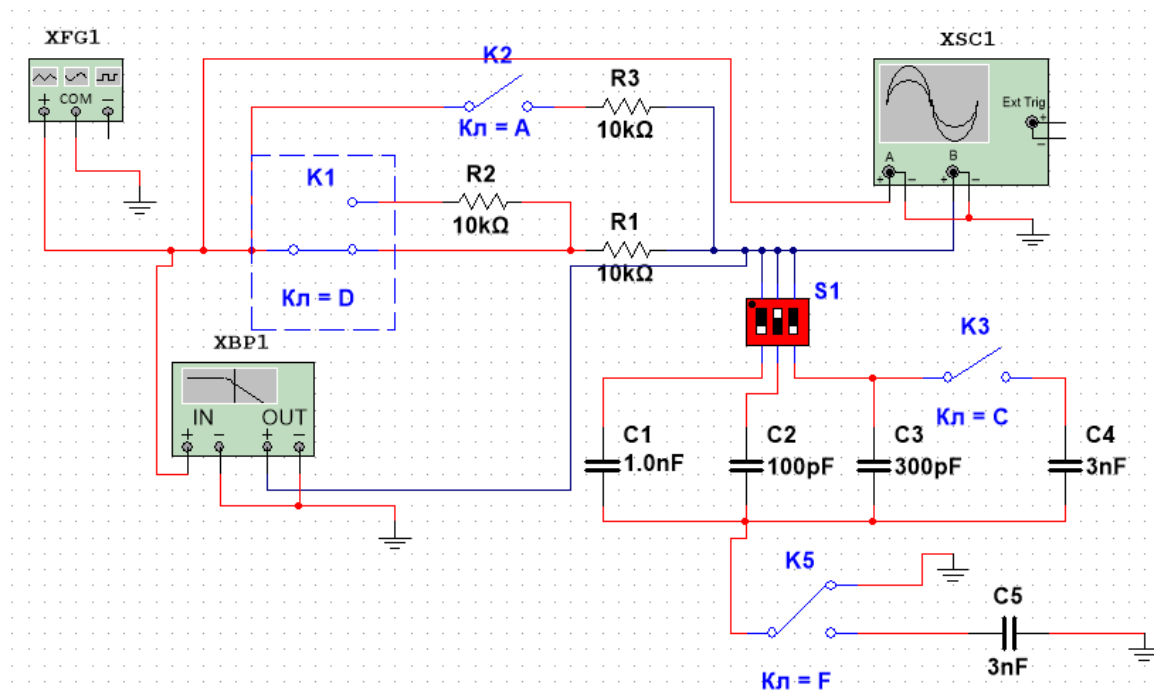 XFG1
+ COM −
K2
Кл = A
R3
10kΩ
XSC1
Ext Trig
+
−
A
B
+ − + −
K1
R2
10kΩ
R1
10kΩ
Кл = D
S1
XBP1
IN OUT
+ − + −
K3
Кл = C
C1
1.0nF
C2
100pF
C3
300pF
C4
3nF
K5
Кл = F
C5
3nF